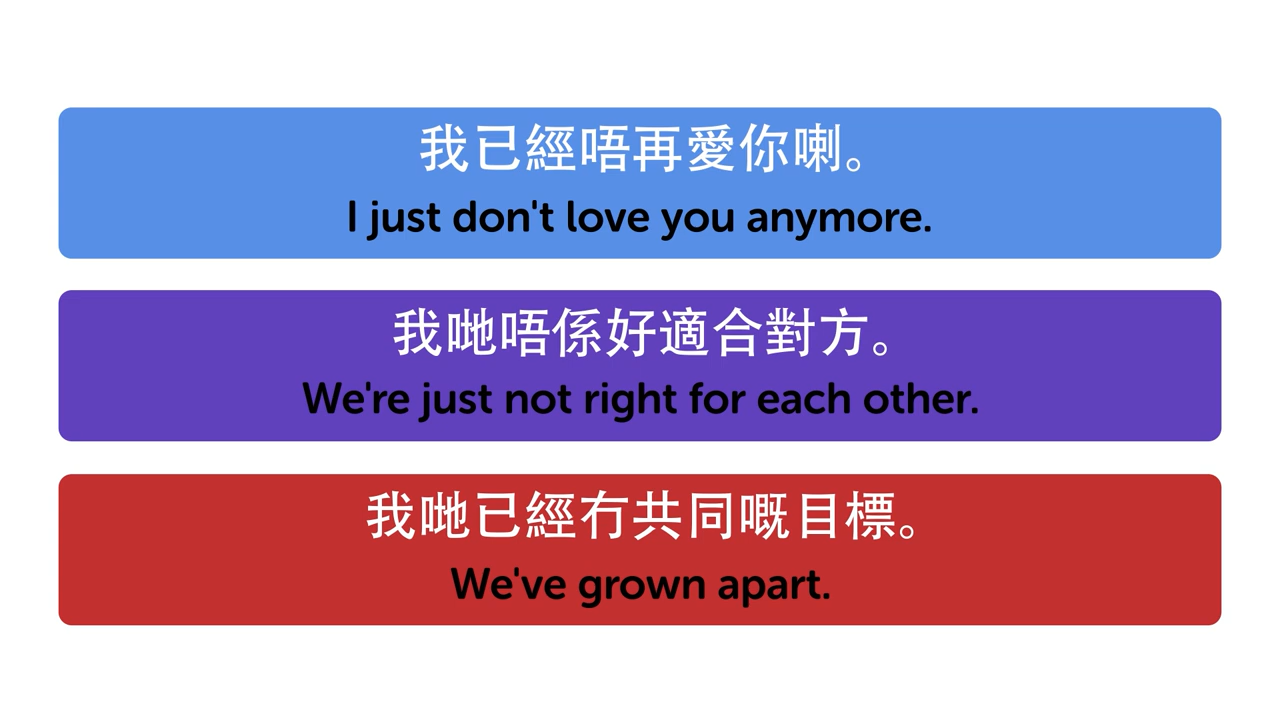 我已經唔再愛你喇。
I just don't love you anymore.
我哋唔係好適合對方。
We're just not right for each other.
我哋已經冇共同嘅目標。
We've grown apart.